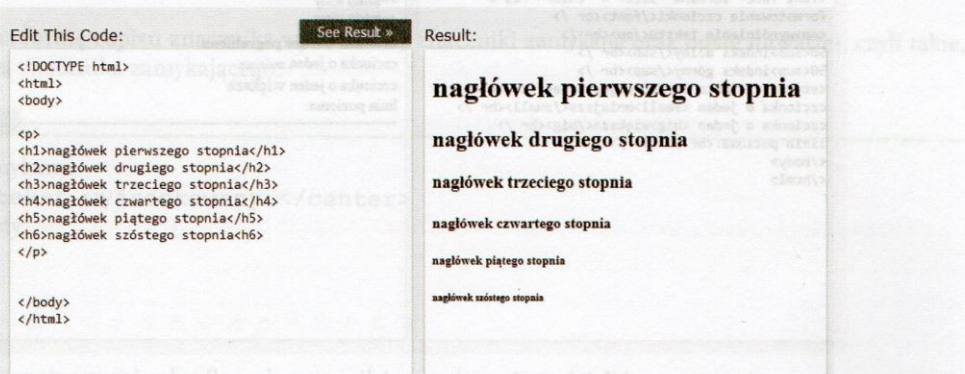 Edit This Code:
See Result »
<!DOCTYPE html>
<html>
<body>
<p>
<h1>nagłówek pierwszego stopnia</h1>
<h2>nagłówek drugiego stopnia</h2>
<h3>nagłówek trzeciego stopnia</h3>
<h4>nagłówek czwartego stopnia</h4>
<h5>nagłówek piątego stopnia</h5>
<h6>nagłówek szóstego stopnia<h6>
</p>
</body>
</html>
Result:
nagłówek pierwszego stopnia
nagłówek drugiego stopnia
nagłówek trzeciego stopnia
nagłówek czwartego stopnia
nagłówek piątego stopnia
nagłówek szóstego stopnia